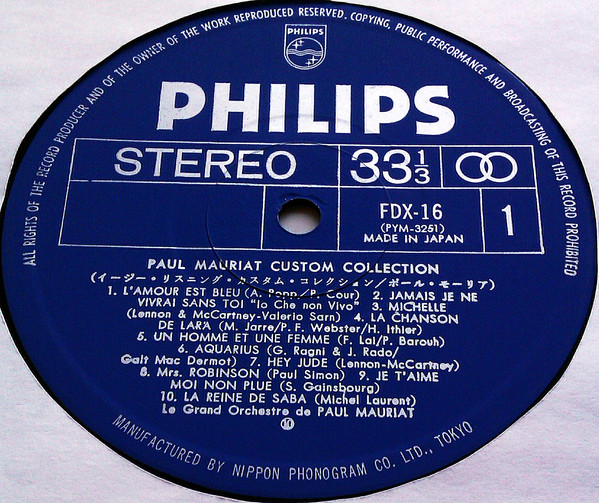 ALL RIGHTS OF THE RECORD PRODUCER AND OF THE OWNER OF THE WORK REPRODUCED RESERVED. COPYING, PUBLIC PERFORMANCE AND BROADCASTING OF THIS RECORD PROHIBITED
PHILIPS
PHILIPS
STEREO 33 1/3
FDX-16 1
(PYM-3251)
MADE IN JAPAN
PAUL MAURIAT CUSTOM COLLECTION
(イージー・リスニング・カスタム・コレクション/ポール・モーリア)
1. L'AMOUR EST BLEU (A. Popp/P. Cour) 2. JAMAIS JE NE
VIVRAI SANS TOI "Io Che non Vivo" 3. MICHELLE
(Lennon & McCartney-Valerio Sarn) 4. LA CHANSON
DE LARA (M. Jarre/P. F. Webster/H. Ithier)
5. UN HOMME ET UNE FEMME (F. Lai/P. Barouh)
6. AQUARIUS (G. Ragni & J. Rado/
Galt Mac Dermot) 7. HEY JUDE (Lennon-McCartney)
8. Mrs. ROBINSON (Paul Simon) 9. JE T'AIME
MOI NON PLUE (S. Gainsbourg)
10. LA REINE DE SABA (Michel Laurent)
Le Grand Orchestre de PAUL MAURIAT
MANUFACTURED BY NIPPON PHONOGRAM CO. LTD., TOKYO